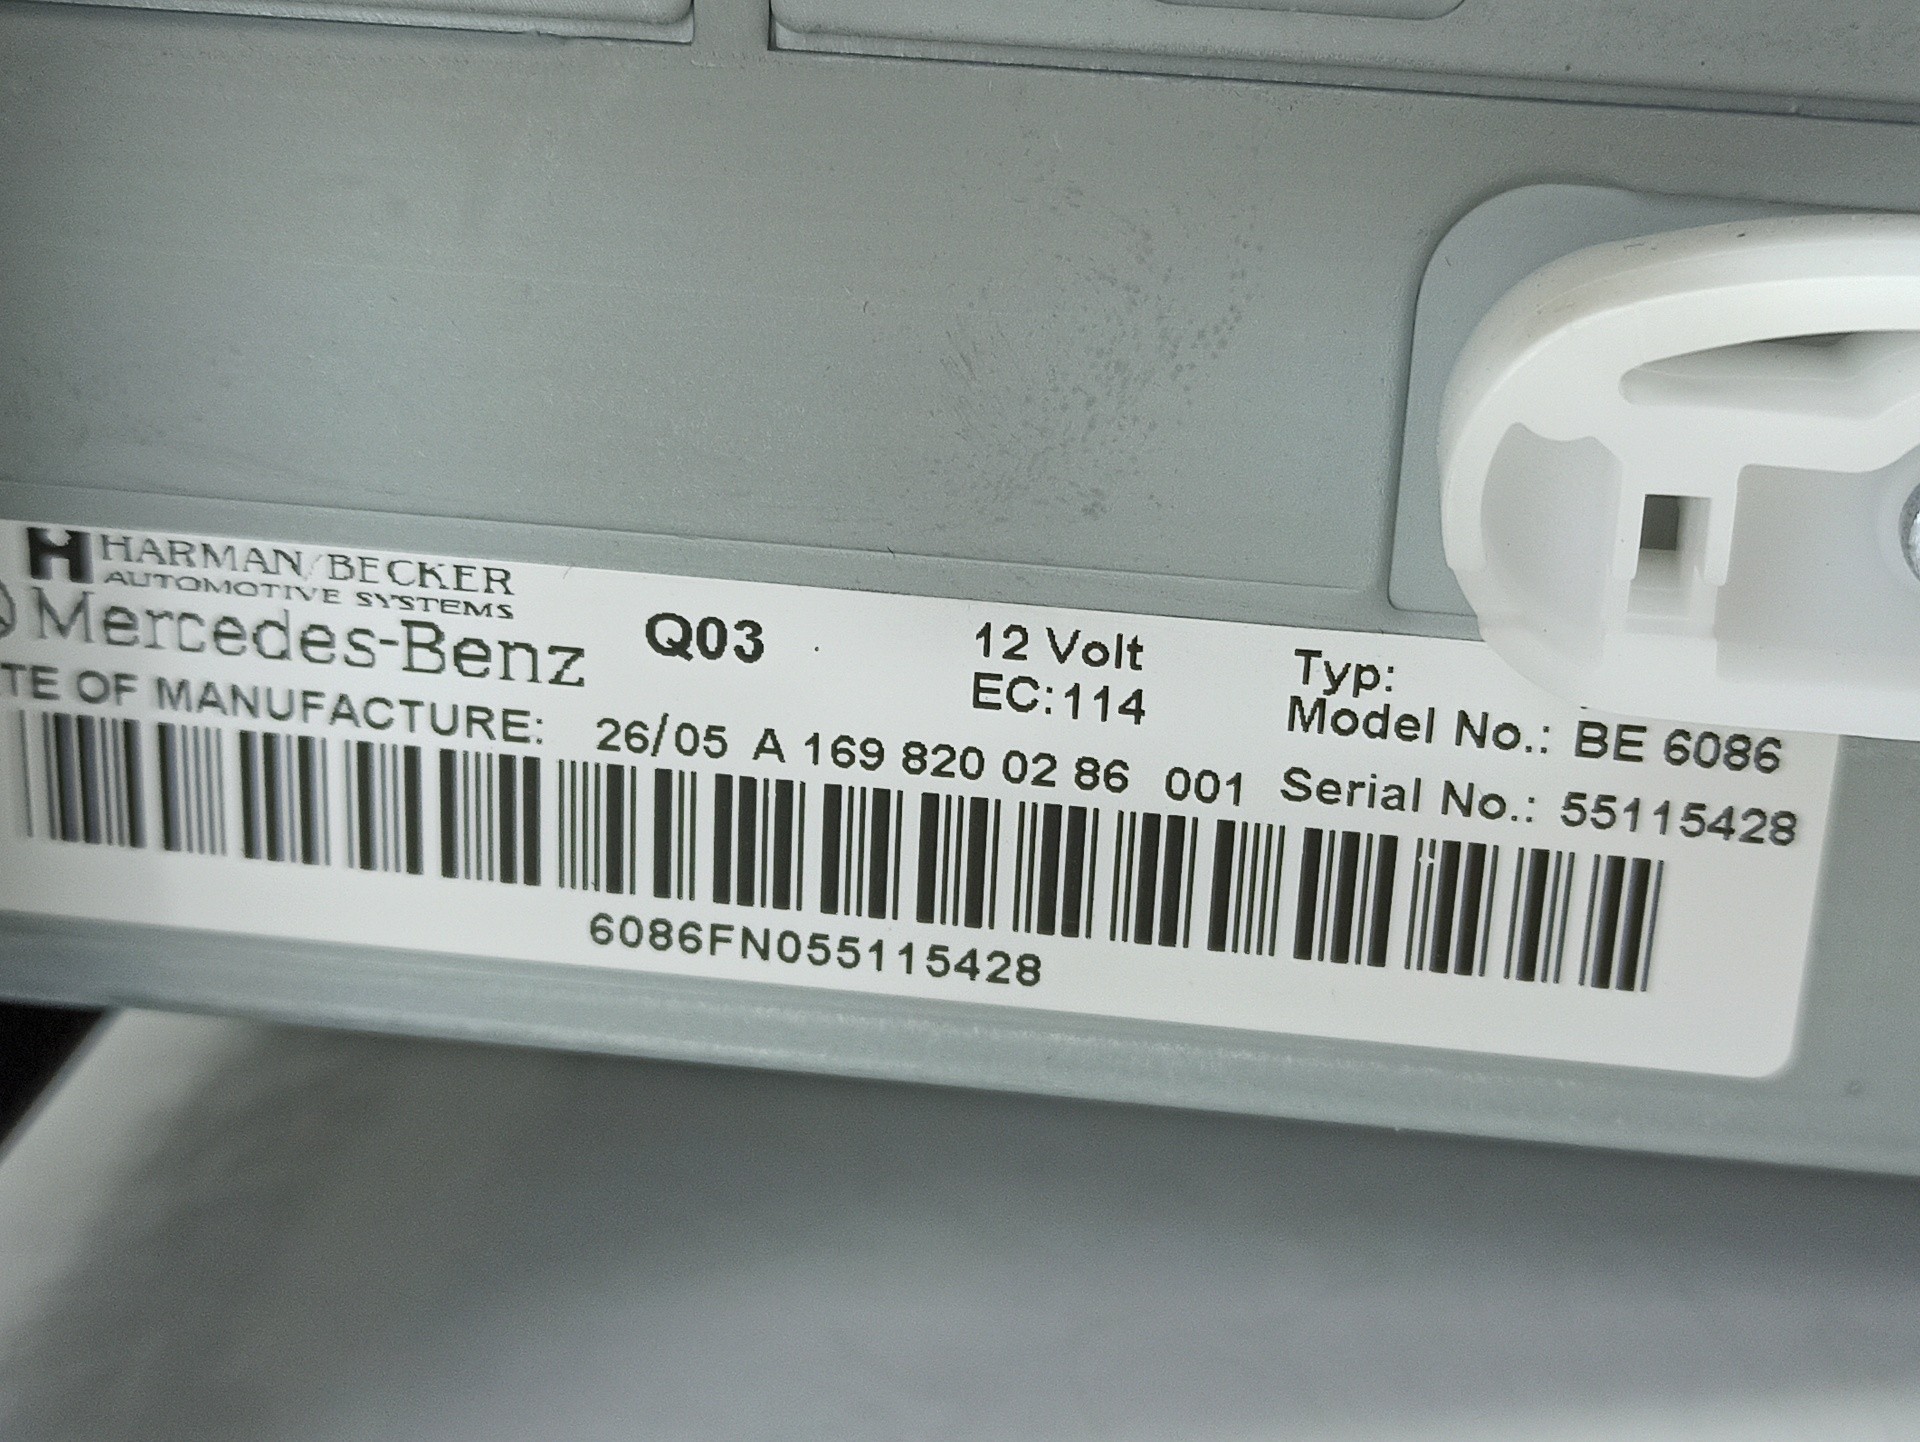 HARMAN/BECKER
AUTOMOTIVE SYSTEMS
Mercedes-Benz
Q03
12 Volt
EC:114
Typ:
Model No.: BE 6086
TE OF MANUFACTURE: 26/05 A 169 820 02 86 001 Serial No.: 55115428
6086FN055115428